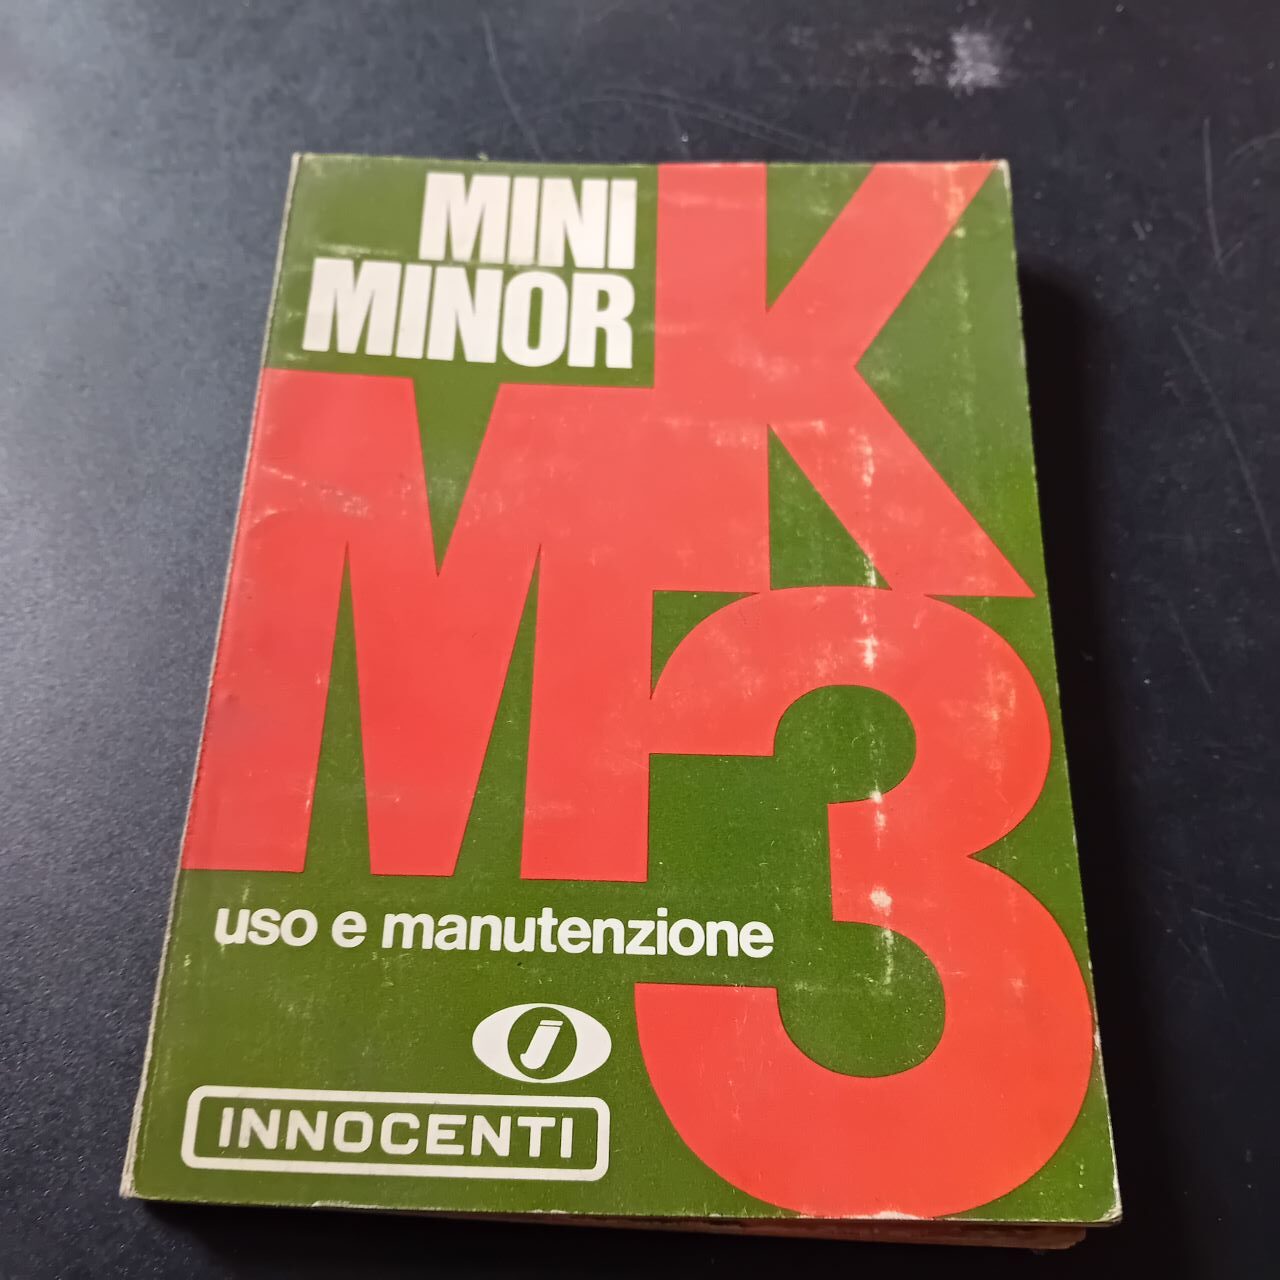 MINI
MINOR
MK3
uso e manutenzione
j
INNOCENTI